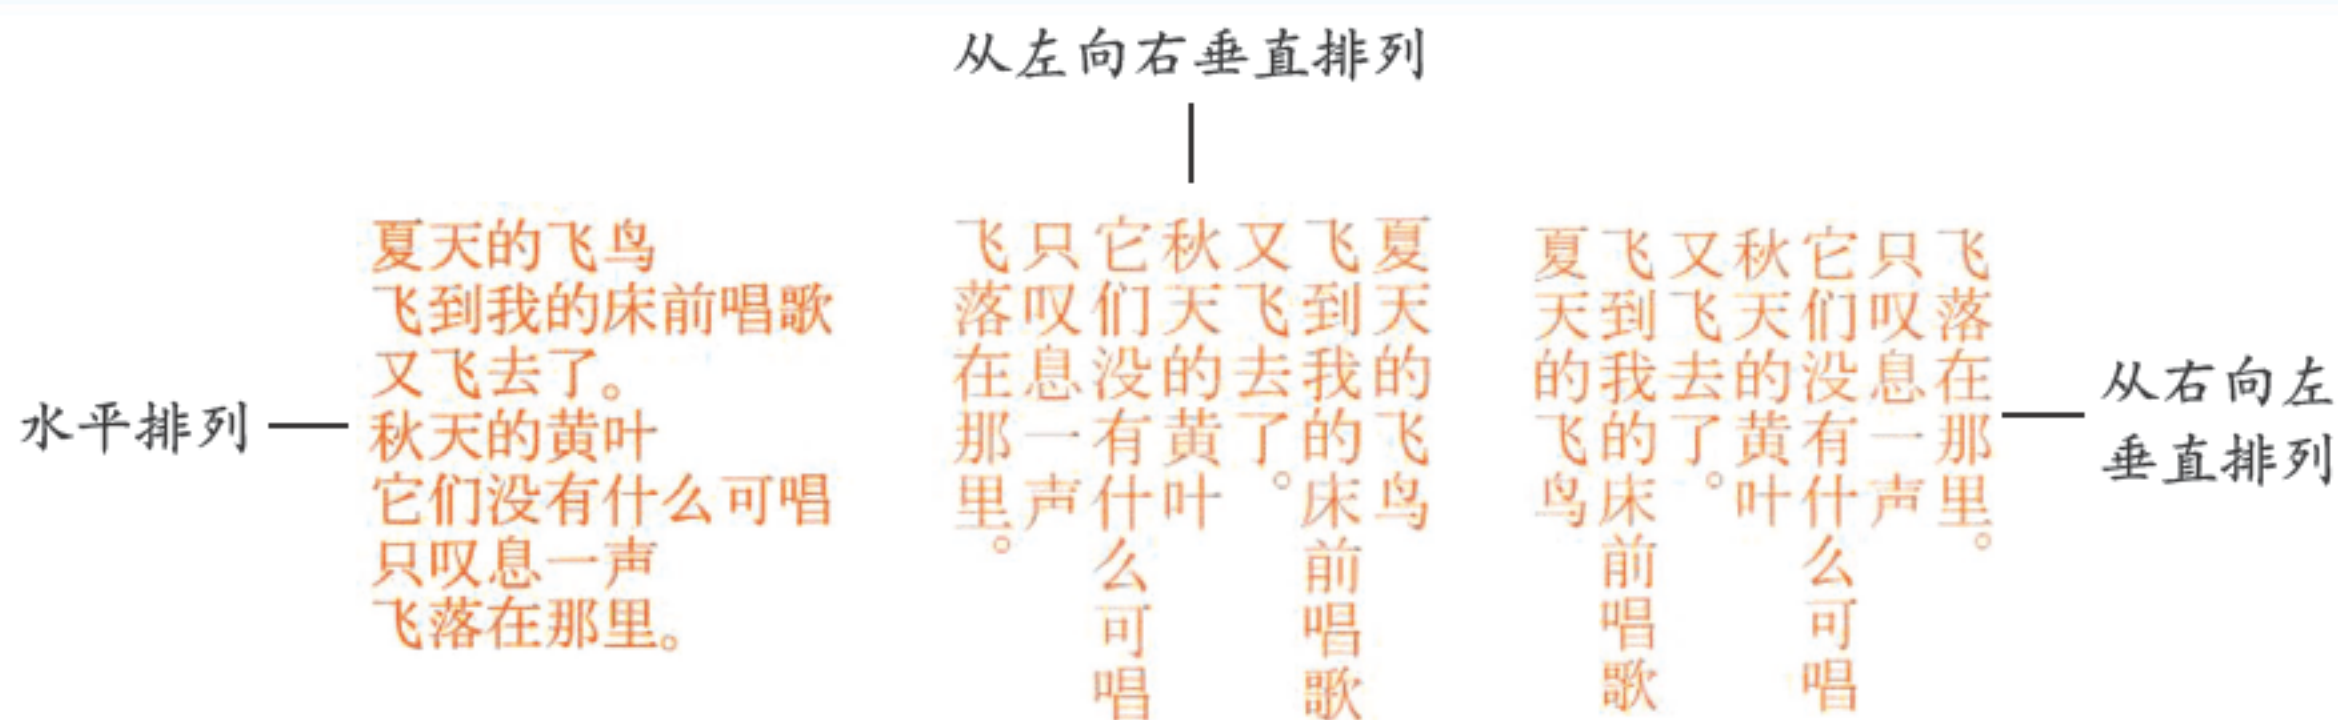 从左向右垂直排列
水平排列
夏天的飞鸟
飞到我的床前唱歌
又飞去了。
秋天的黄叶
它们没有什么可唱
只叹息一声
飞落在那里。
夏天的飞鸟
飞到我的床前唱歌
又飞去了。
秋天的黄叶
它们没有什么可唱
只叹息一声
飞落在那里。
夏天的飞鸟
飞到我的床前唱歌
又飞去了。
秋天的黄叶
它们没有什么可唱
只叹息一声
飞落在那里。
从右向左
垂直排列